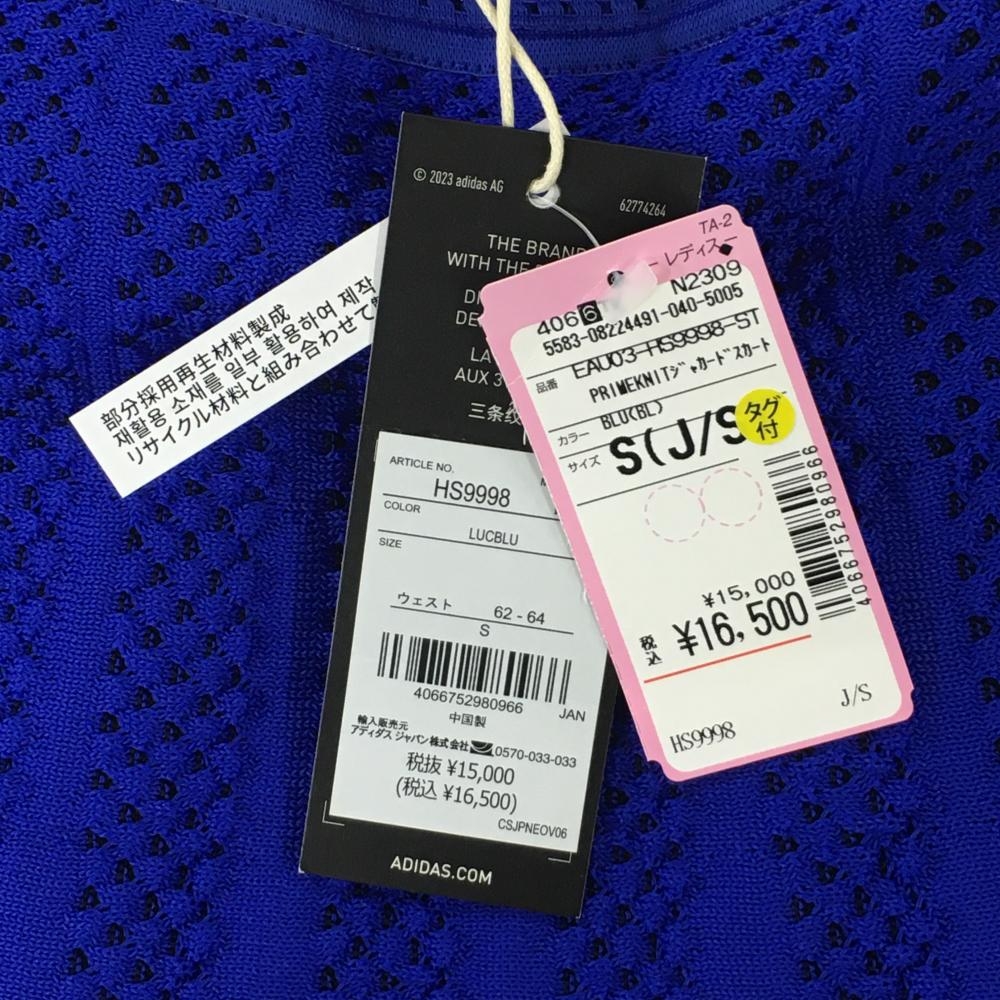 © 2023 adidas AG
62774264
THE BRAND
WITH THE
LA
AUX 3
三条纹
部分採用再生材料製成
재활용 소재를 일부 활용하여 제작
リサイクル材料と組み合わせて
ARTICLE NO.
HS9998
COLOR
LUCBLU
SIZE
ウェスト 62 - 64
S
4066752980966
JAN
中国製
輸入販売元
アディダス ジャパン株式会社 0570-033-033
税抜 ¥15,000
(税込 ¥16,500)
CSJPNEOV06
ADIDAS.COM
TA-2
レディス
4066
N2309
5583-08224491-040-5005
品番 EAU03-HS9998-ST
PRIMEKNITジャカードスカート
カラー BLU(BL)
サイズ S(J/S
タグ
付
¥15,000
税込 ¥16,500
4066752980966
J/S
HS9998